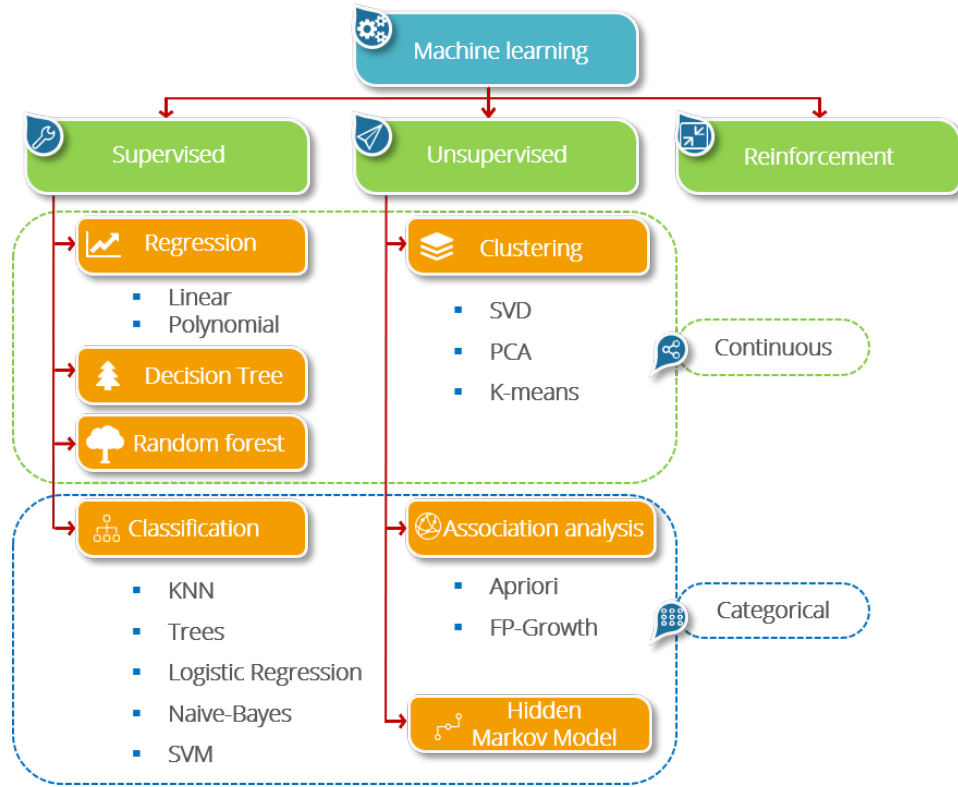 Machine learning
Supervised
Unsupervised
Reinforcement
Regression
Linear
Polynomial
Decision Tree
Random forest
Clustering
SVD
PCA
K-means
Continuous
Classification
KNN
Trees
Logistic Regression
Naive-Bayes
SVM
Association analysis
Apriori
FP-Growth
Hidden
Markov Model
Categorical